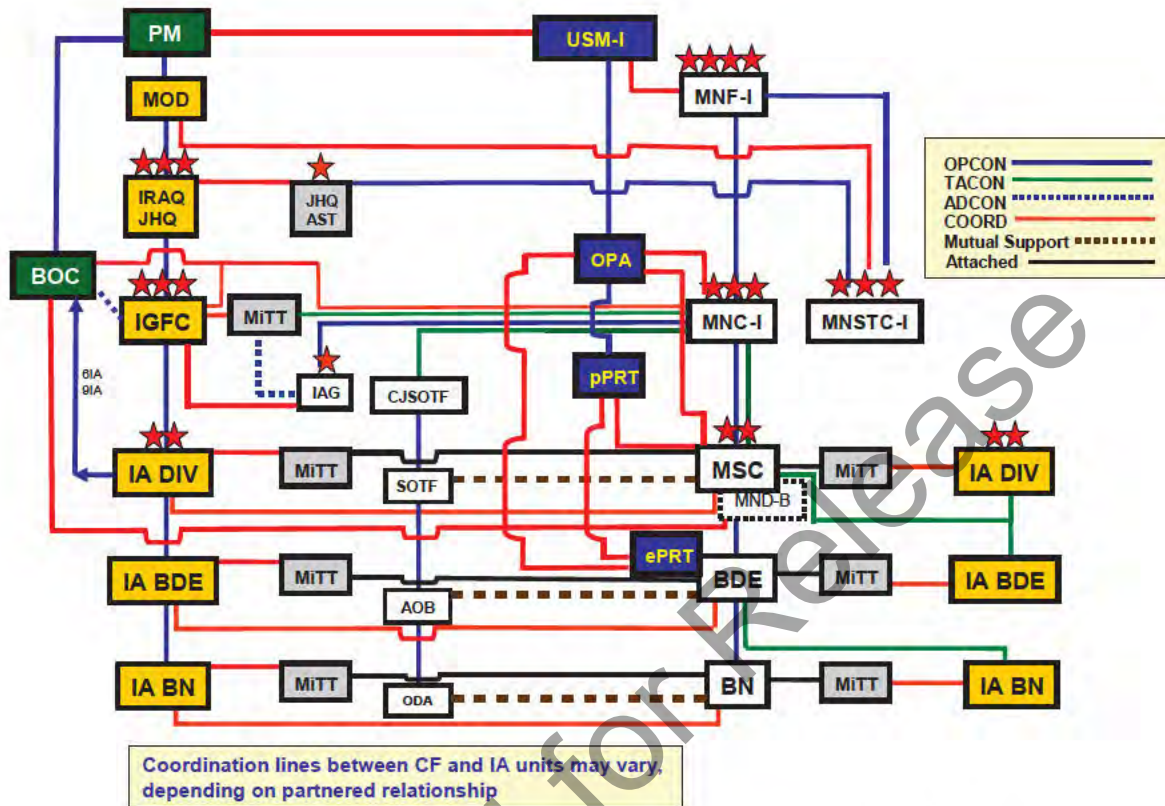 PM
USM-I
MOD
MNF-I
IRAQ
JHQ
JHQ
AST
OPCON
TACON
ADCON
COORD
Mutual Support
Attached
BOC
OPA
IGFC
MiTT
MNC-I
MNSTC-I
6IA
9IA
IAG
CJSOTF
pPRT
IA DIV
MiTT
SOTF
MSC
MND-B
MiTT
IA DIV
ePRT
IA BDE
MiTT
AOB
BDE
MiTT
IA BDE
IA BN
MiTT
ODA
BN
MiTT
IA BN
Coordination lines between CF and IA units may vary,
depending on partnered relationship
for Release